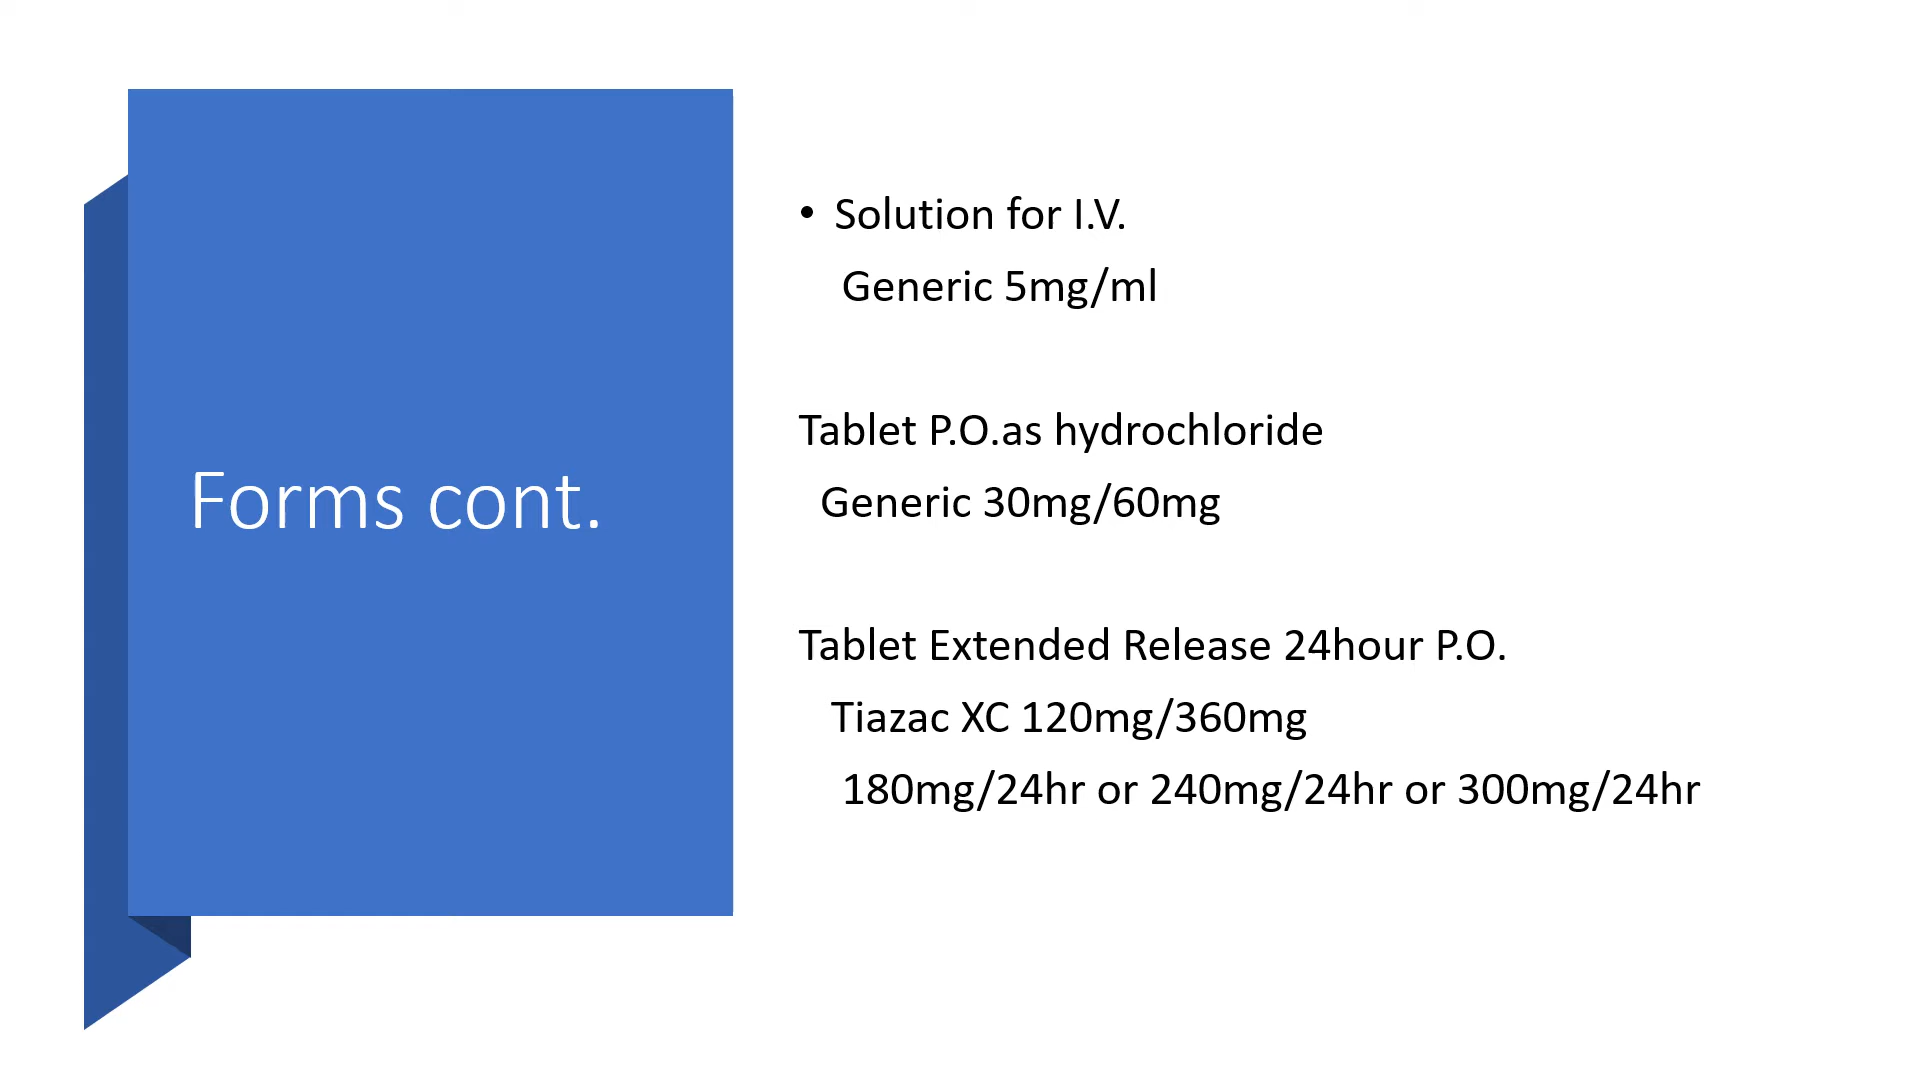 Forms cont.
• Solution for I.V.
Generic 5mg/ml
Tablet P.O.as hydrochloride
Generic 30mg/60mg
Tablet Extended Release 24hour P.O.
Tiazac XC 120mg/360mg
180mg/24hr or 240mg/24hr or 300mg/24hr